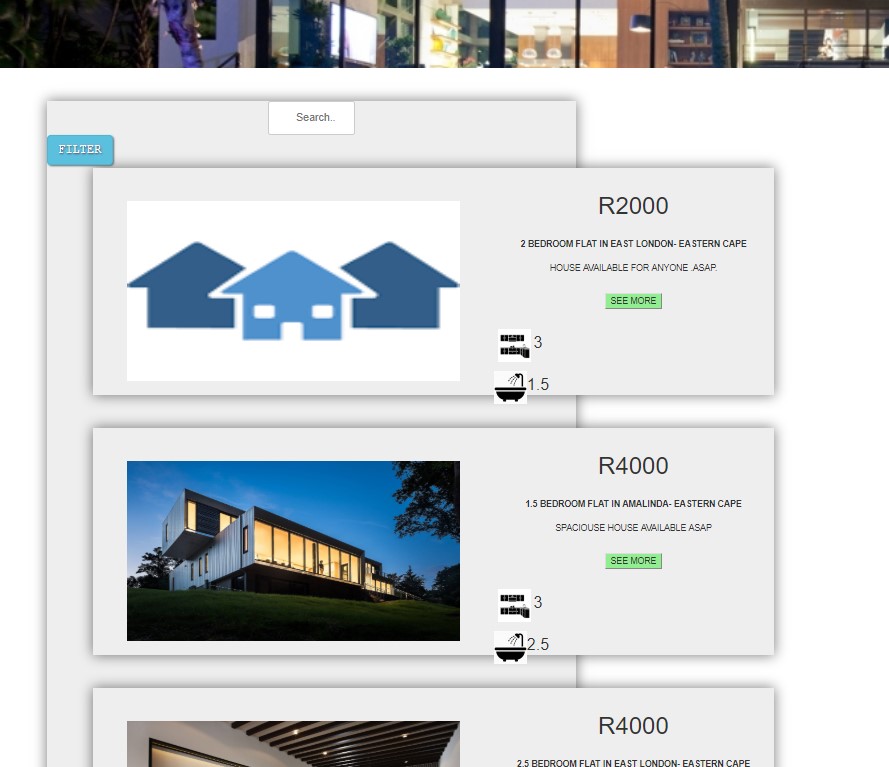 Search..
FILTER
R2000
2 BEDROOM FLAT IN EAST LONDON- EASTERN CAPE
HOUSE AVAILABLE FOR ANYONE .ASAP.
SEE MORE
3
1.5
R4000
1.5 BEDROOM FLAT IN AMALINDA- EASTERN CAPE
SPACIOUSE HOUSE AVAILABLE ASAP
SEE MORE
3
2.5
R4000
2.5 BEDROOM FLAT IN EAST LONDON- EASTERN CAPE